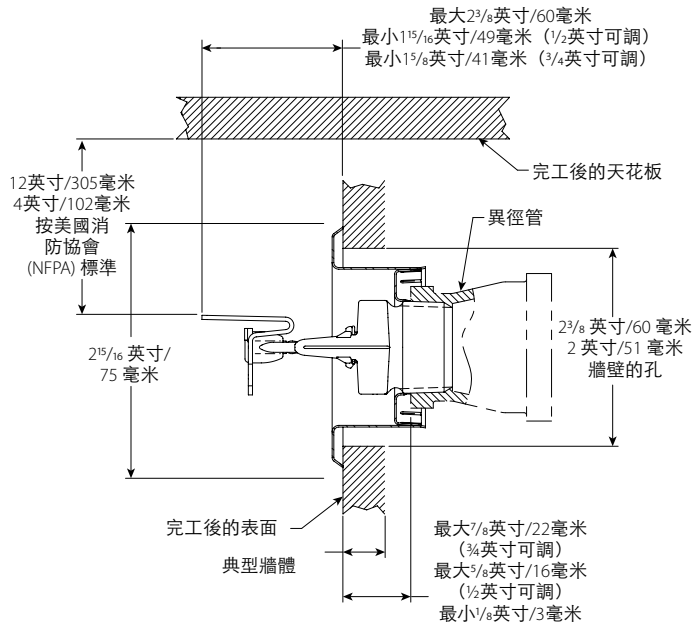 最大2³/₈英寸/60毫米
最小1¹⁵/₁₆英寸/49毫米（¹/₂英寸可調）
最小1⁵/₈英寸/41毫米（³/₄英寸可調）
完工後的天花板
12英寸/305毫米
4英寸/102毫米
按美國消
防協會
(NFPA) 標準
異徑管
2¹⁵/₁₆ 英寸/
75 毫米
2³/₈ 英寸/60 毫米
2 英寸/51 毫米
牆壁的孔
完工後的表面
典型牆體
最大⁷/₈英寸/22毫米
（¾英寸可調）
最大⁵/₈英寸/16毫米
（½英寸可調）
最小¹/₈英寸/3毫米